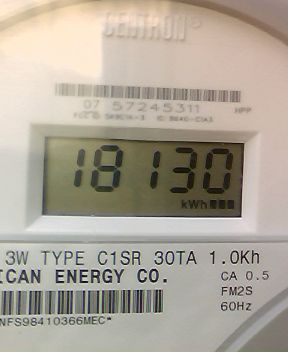 CENTRON®
07 57245311 HPP
18130
kWh
3W TYPE C1SR 30TA 1.0Kh
ICAN ENERGY CO.
CA 0.5
FM2S
60Hz
NFS98410366MEC*